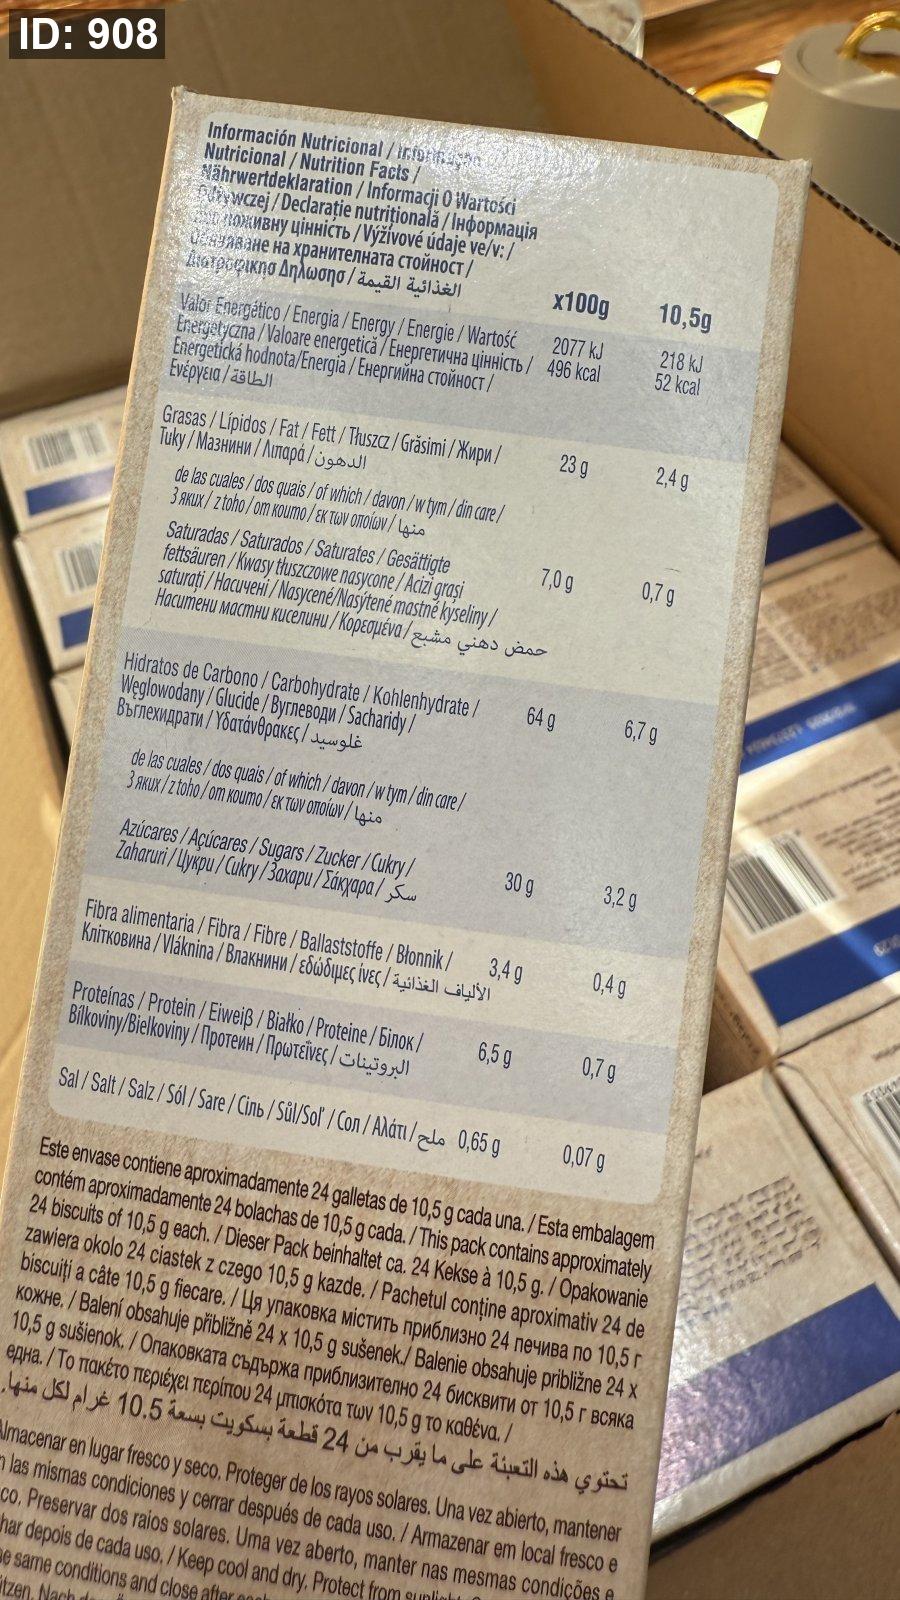 ID: 908
Información Nutricional /
Nutricional / Nutrition Facts /
Nährwertdeklaration / Informacji O Wartości
Odżywczej / Declarație nutrițională / Інформація
про поживну цінність / Výživové údaje ve/v: /
Обявяване на хранителната стойност /
Διατροφικησ Δηλωσησ / الغذائية القيمة
x100g 10,5g
Valor Energético / Energia / Energy / Energie / Wartość
Energetyczna / Valoare energetică / Енергетична цінність /
Energetická hodnota/Energia / Енергийна стойност /
Ενέργεια / الطاقة
2077 kJ 218 kJ
496 kcal 52 kcal
Grasas / Lípidos / Fat / Fett / Tłuszcz / Grăsimi / Жири /
Tuky / Мазнини / Λιπαρά / الدهون
23 g 2,4 g
de las cuales / dos quais / of which / davon / w tym / din care /
З яких / z toho / от които / εκ των οποίων / منها
Saturadas / Saturados / Saturates / Gesättigte
fettsäuren / Kwasy tłuszczowe nasycone / Acizi grași
saturați / Насичені / Nasycené/Nasýtené mastné kyseliny /
Наситени мастни киселини / Κορεσμένα / حمض دهني مشبع
7,0 g 0,7 g
Hidratos de Carbono / Carbohydrate / Kohlenhydrate /
Węglowodany / Glucide / Вуглеводи / Sacharidy /
Въглехидрати / Υδατάνθρακες / غلوسيد
64 g 6,7 g
de las cuales / dos quais / of which / davon / w tym / din care /
З яких / z toho / от които / εκ των οποίων / منها
Azúcares / Açúcares / Sugars / Zucker / Cukry /
Zaharuri / Цукри / Cukry / Захари / Σάκχαρα / سكر
30 g 3,2 g
Fibra alimentaria / Fibra / Fibre / Ballaststoffe / Błonnik /
Клітковина / Vláknina / Влакнини / εδώδιμες ίνες / الألياف الغذائية
3,4 g 0,4 g
Proteínas / Protein / Eiweiß / Białko / Proteine / Білок /
Bílkoviny/Bielkoviny / Протеин / Πρωτεΐνες / البروتينات
6,5 g 0,7 g
Sal / Salt / Salz / Sól / Sare / Сіль / Sůl/Soľ / Сол / Αλάτι / ملح 0,65 g 0,07 g
Este envase contiene aproximadamente 24 galletas de 10,5 g cada una. / Esta embalagem
contém aproximadamente 24 bolachas de 10,5 g cada. / This pack contains approximately
24 biscuits of 10,5 g each. / Dieser Pack beinhaltet ca. 24 Kekse à 10,5 g. / Opakowanie
zawiera okolo 24 ciastek z czego 10,5 g kazde. / Pachetul conține aproximativ 24 de
biscuiți a câte 10,5 g fiecare. / Ця упаковка містить приблизно 24 печива по 10,5 г
кожне. / Balení obsahuje přibližně 24 x 10,5 g sušenek./ Balenie obsahuje približne 24 x
10,5 g sušienok. / Опаковката съдържа приблизително 24 бисквити от 10,5 г всяка
една. / Το πακέτο περιέχει περίπου 24 μπισκότα των 10,5 g το καθένα. /
تحتوي هذه التعبئة على ما يقرب من 24 قطعة بسكويت بسعة 10.5 غرام لكل منها.
Almacenar en lugar fresco y seco. Proteger de los rayos solares. Una vez abierto, mantener
las mismas condiciones y cerrar después de cada uso. / Armazenar em local fresco e
Preservar dos raios solares. Uma vez aberto, manter nas mesmas condições e
depois de cada uso. / Keep cool and dry. Protect from
same conditions and close after
Nach